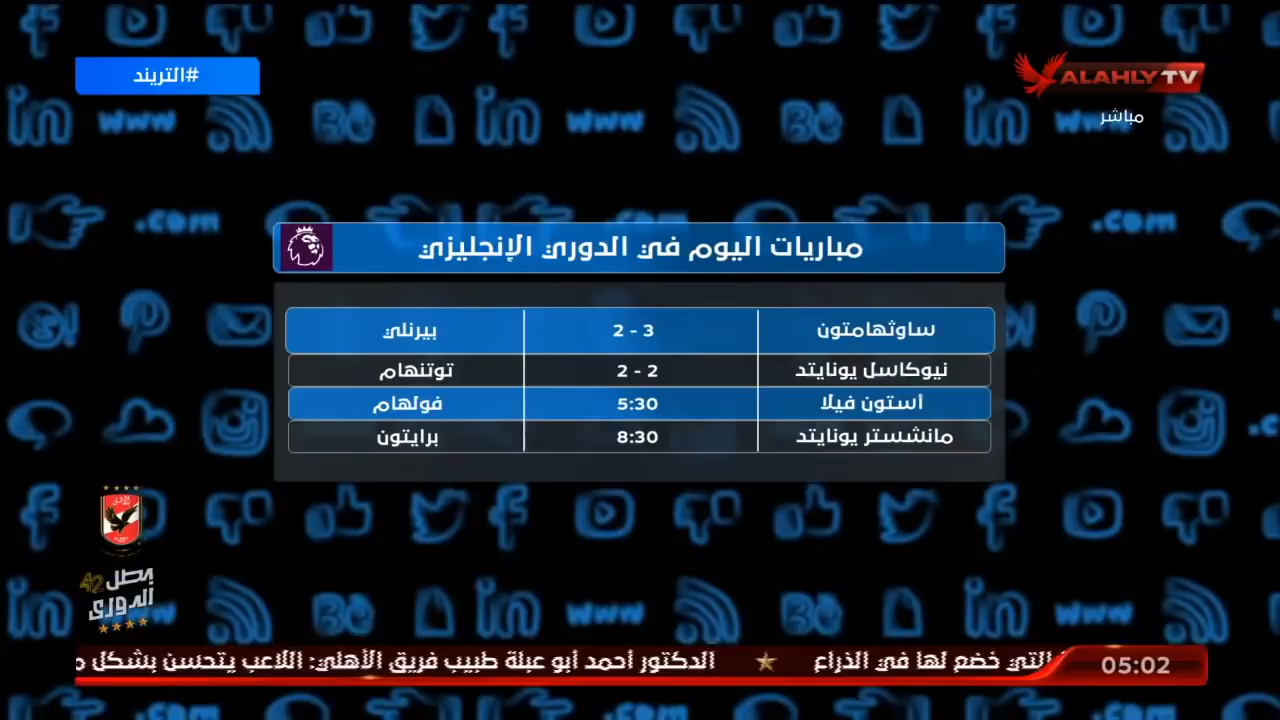 #التريند
ALAHLY TV
مباشر
مباريات اليوم في الدوري الإنجليزي
ساوثهامتون 3 - 2 بيرنلي
نيوكاسل يونايتد 2 - 2 توتنهام
أستون فيلا 5:30 فولهام
مانشستر يونايتد 8:30 برايتون
بطل الدورى 42
التي خضع لها في الذراع ★ الدكتور أحمد أبو عبلة طبيب فريق الأهلي: اللاعب يتحسن بشكل
05:02